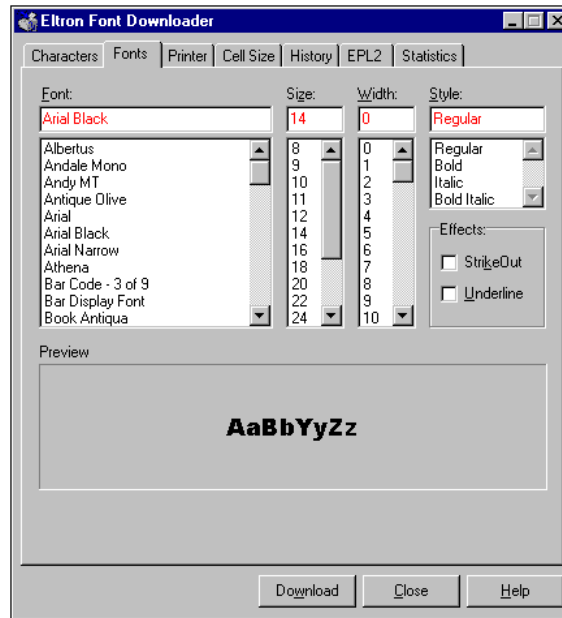 Eltron Font Downloader
Characters Fonts Printer Cell Size History EPL2 Statistics
Font: Size: Width: Style:
Arial Black 14 0 Regular
Albertus 8 0 Regular
Andale Mono 9 1 Bold
Andy MT 10 2 Italic
Antique Olive 11 3 Bold Italic
Arial 12 4
Arial Black 14 5 Effects:
Arial Narrow 16 6
Athena 18 7 StrikeOut
Bar Code - 3 of 9 20 8
Bar Display Font 22 9 Underline
Book Antiqua 24 10
Preview
AaBbYyZz
Download Close Help